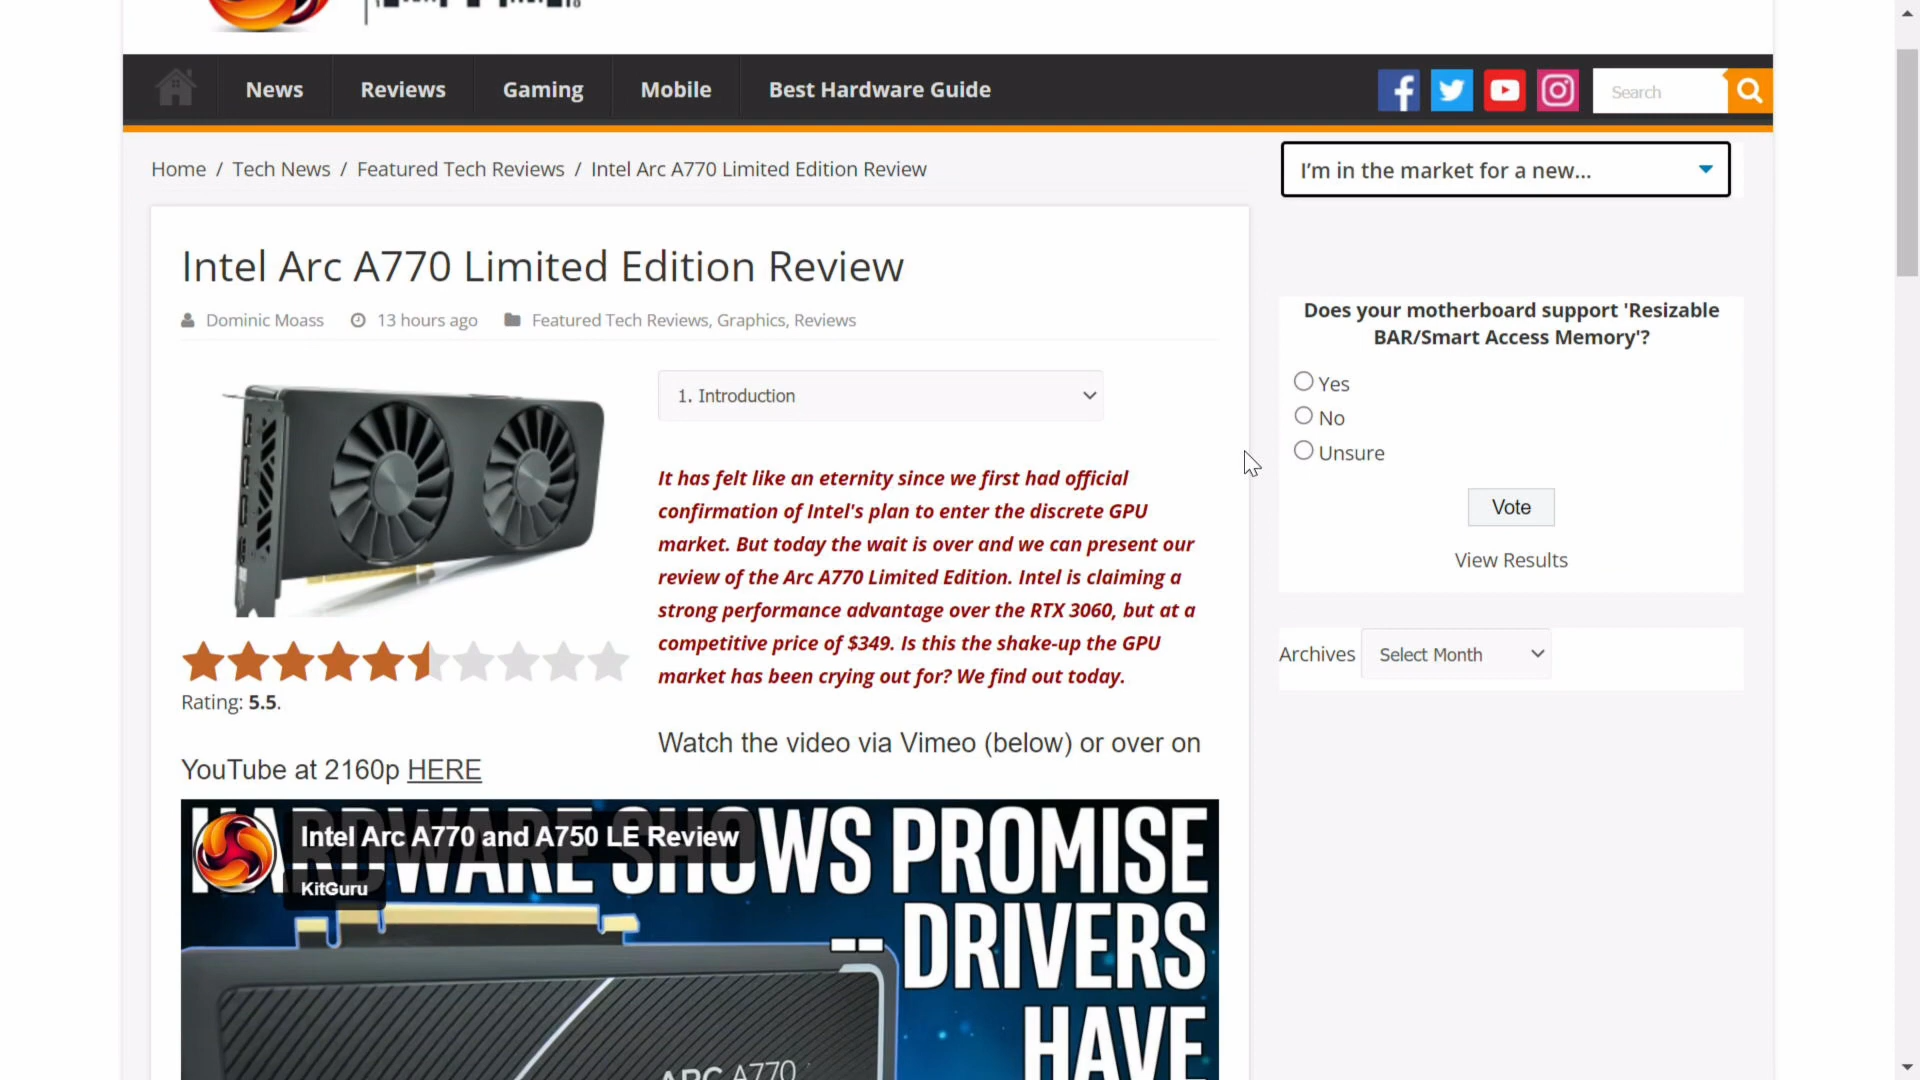 News
Reviews
Gaming
Mobile
Best Hardware Guide
Search
Home / Tech News / Featured Tech Reviews / Intel Arc A770 Limited Edition Review
I’m in the market for a new...
Intel Arc A770 Limited Edition Review
Dominic Moass
13 hours ago
Featured Tech Reviews, Graphics, Reviews
1. Introduction
It has felt like an eternity since we first had official
confirmation of Intel's plan to enter the discrete GPU
market. But today the wait is over and we can present our
review of the Arc A770 Limited Edition. Intel is claiming a
strong performance advantage over the RTX 3060, but at a
competitive price of $349. Is this the shake-up the GPU
market has been crying out for? We find out today.
Rating: 5.5.
Watch the video via Vimeo (below) or over on
YouTube at 2160p HERE
HARDWARE SHOWS PROMISE
Intel Arc A770 and A750 LE Review
KitGuru
-- DRIVERS
HAVE
ARC A770
Does your motherboard support 'Resizable
BAR/Smart Access Memory'?
Yes
No
Unsure
Vote
View Results
Archives
Select Month